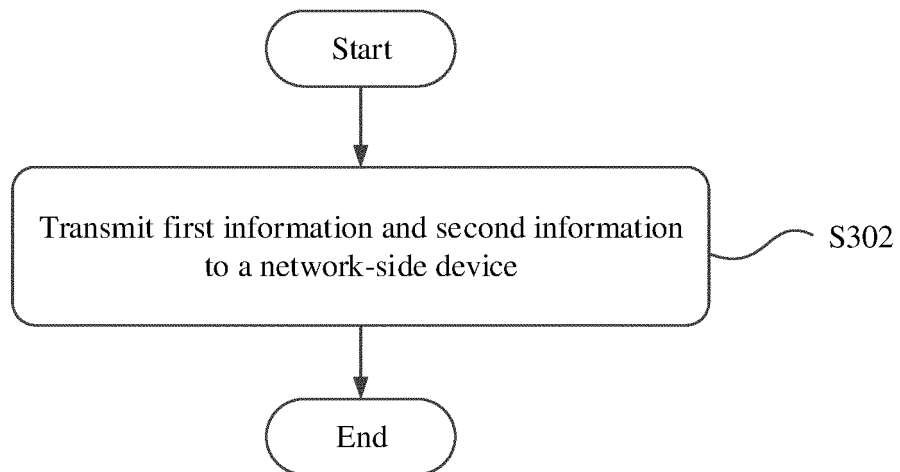 Start
Transmit first information and second information
to a network-side device
S302
End